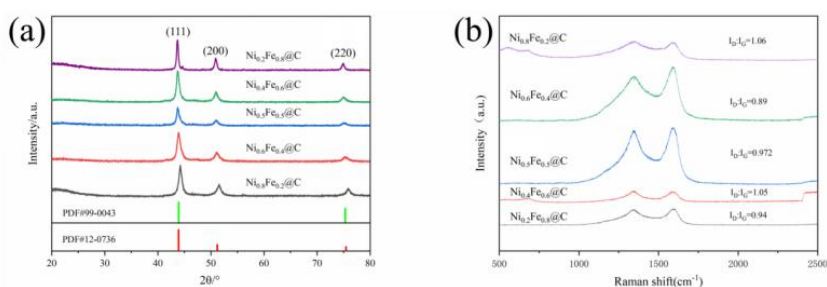 (a)
(111)
(200)
(220)
Ni0.2Fe0.8@C
Ni0.4Fe0.6@C
Ni0.5Fe0.5@C
Ni0.6Fe0.4@C
Ni0.8Fe0.2@C
PDF#99-0043
PDF#12-0736
Intensity/a.u.
20 30 40 50 60 70 80
2θ/°
(b)
Ni0.8Fe0.2@C
ID:IG=1.06
Ni0.6Fe0.4@C
ID:IG=0.89
Ni0.5Fe0.5@C
ID:IG=0.972
Ni0.4Fe0.6@C
ID:IG=1.05
Ni0.2Fe0.8@C
ID:IG=0.94
Intensity (a.u.)
500 1000 1500 2000 2500
Raman shift(cm-1)